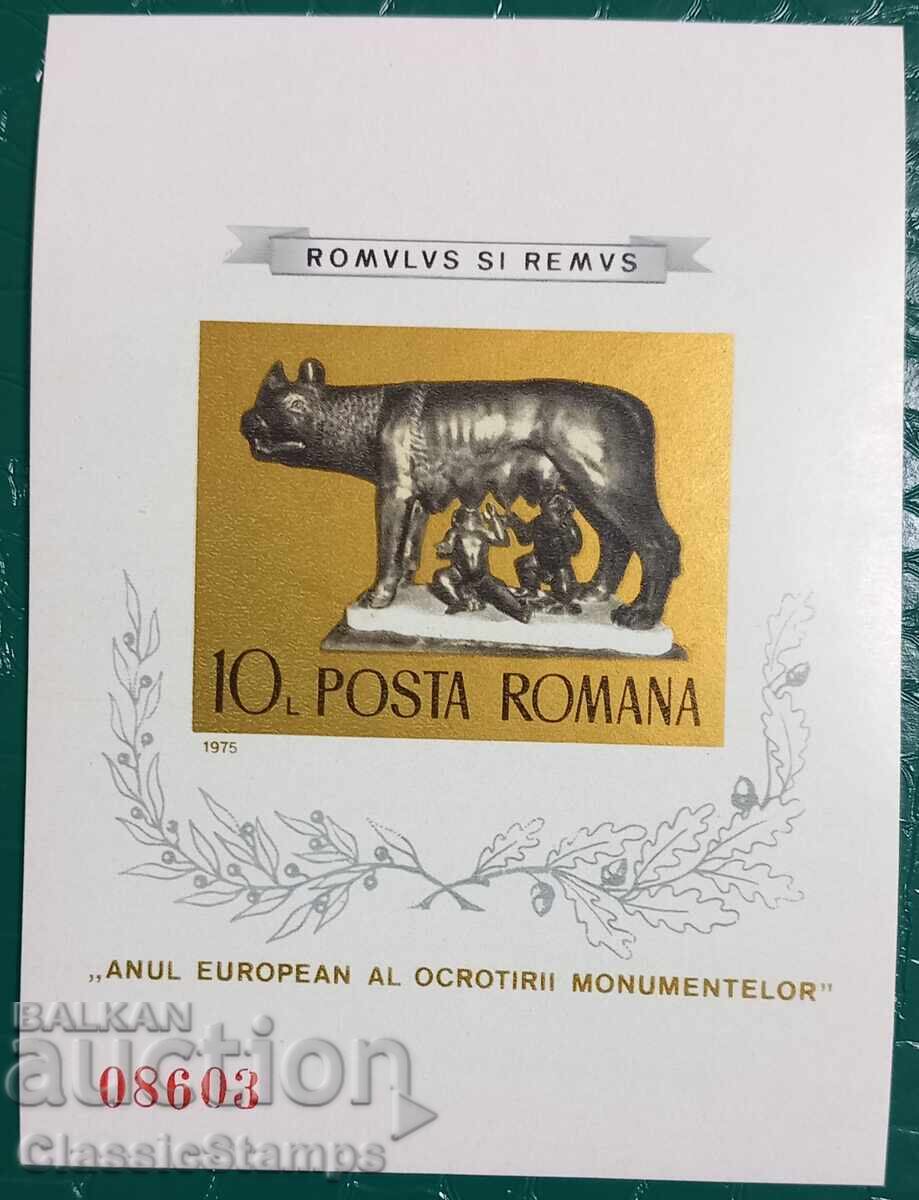 ROMVLVS SI REMVS
10L POSTA ROMANA
1975
„ANUL EUROPEAN AL OCROTIRII MONUMENTELOR”
BALKAN
auction
08603
ClassicStamps